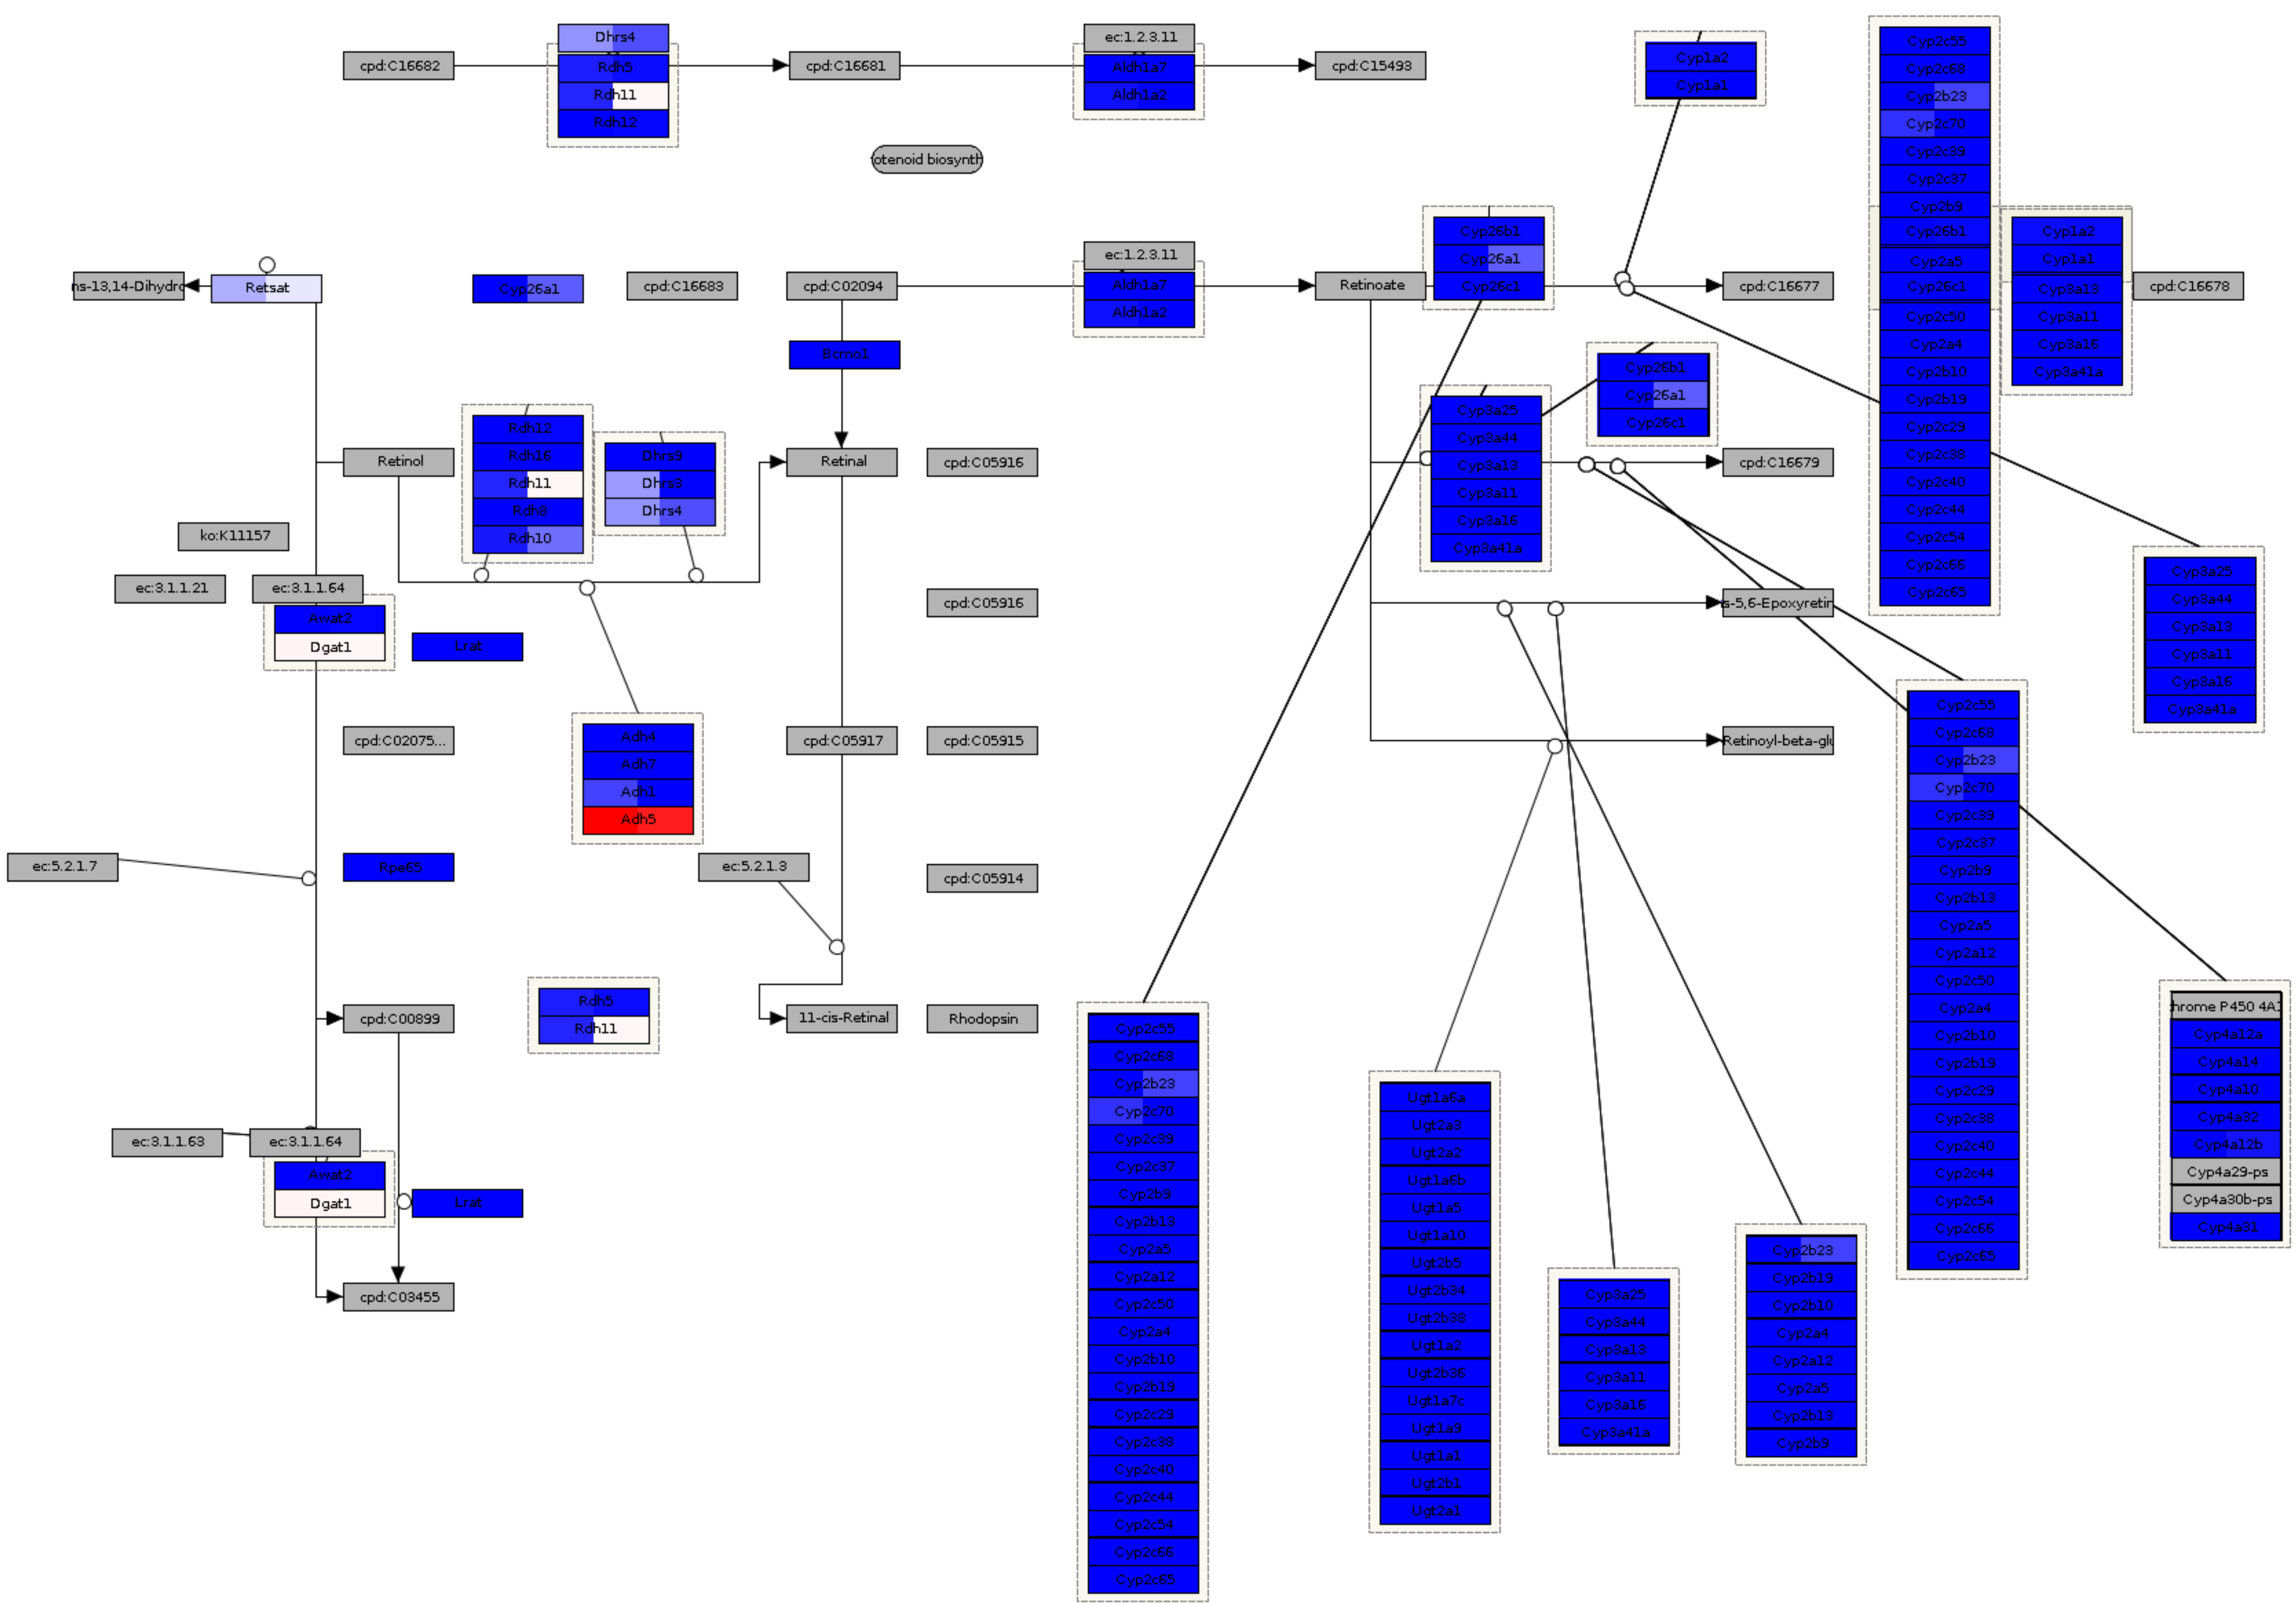 Dhrs4
cpd:C16682
Rdh5
Rdh11
Rdh12
cpd:C16681
ec:1.2.3.11
Aldh1a7
Aldh1a2
cpd:C15493
Cyp1a2
Cyp1a1
otenoid biosynth
Cyp2c55
Cyp2c68
Cyp2b23
Cyp2c70
Cyp2c39
Cyp2c37
Cyp2b9
Cyp26b1
Cyp2a5
Cyp26c1
Cyp2c50
Cyp2a4
Cyp2b10
Cyp2b19
Cyp2c29
Cyp2c38
Cyp2c40
Cyp2c44
Cyp2c54
Cyp2c66
Cyp2c65
Cyp1a2
Cyp1a1
Cyp3a13
Cyp3a11
Cyp3a16
Cyp3a41a
cpd:C16678
ns-13,14-Dihydro
Retsat
Cyp26a1
cpd:C16683
cpd:C02094
ec:1.2.3.11
Aldh1a7
Aldh1a2
Retinoate
Cyp26b1
Cyp26a1
Cyp26c1
cpd:C16677
Bcmo1
Cyp26b1
Cyp26a1
Cyp26c1
Cyp3a25
Cyp3a44
Cyp3a13
Cyp3a11
Cyp3a16
Cyp3a41a
Retinol
Rdh12
Rdh16
Rdh11
Rdh8
Rdh10
Dhrs9
Dhrs3
Dhrs4
Retinal
cpd:C05916
cpd:C16679
ko:K11157
ec:3.1.1.21
ec:3.1.1.64
Awat2
Dgat1
Lrat
cpd:C05916
s-5,6-Epoxyretin
Cyp3a25
Cyp3a44
Cyp3a13
Cyp3a11
Cyp3a16
Cyp3a41a
cpd:C02075...
Adh4
Adh7
Adh1
Adh5
cpd:C05917
cpd:C05915
Retinoyl-beta-glu
Cyp2c55
Cyp2c68
Cyp2b23
Cyp2c70
Cyp2c39
Cyp2c37
Cyp2b9
Cyp2b13
Cyp2a5
Cyp2a12
Cyp2c50
Cyp2a4
Cyp2b10
Cyp2b19
Cyp2c29
Cyp2c38
Cyp2c40
Cyp2c44
Cyp2c54
Cyp2c66
Cyp2c65
ec:5.2.1.7
Rpe65
ec:5.2.1.3
cpd:C05914
cpd:C00899
Rdh5
Rdh11
11-cis-Retinal
Rhodopsin
hrome P450 4A1
Cyp4a12a
Cyp4a14
Cyp4a10
Cyp4a32
Cyp4a12b
Cyp4a29-ps
Cyp4a30b-ps
Cyp4a31
Cyp2c55
Cyp2c68
Cyp2b23
Cyp2c70
Cyp2c39
Cyp2c37
Cyp2b9
Cyp2b13
Cyp2a5
Cyp2a12
Cyp2c50
Cyp2a4
Cyp2b10
Cyp2b19
Cyp2c29
Cyp2c38
Cyp2c40
Cyp2c44
Cyp2c54
Cyp2c66
Cyp2c65
Ugt1a6a
Ugt2a3
Ugt2a2
Ugt1a6b
Ugt1a5
Ugt1a10
Ugt2b5
Ugt2b34
Ugt2b38
Ugt1a2
Ugt2b36
Ugt1a7c
Ugt1a9
Ugt1a1
Ugt2b1
Ugt2a1
Cyp3a25
Cyp3a44
Cyp3a13
Cyp3a11
Cyp3a16
Cyp3a41a
Cyp2b23
Cyp2b19
Cyp2b10
Cyp2a4
Cyp2a12
Cyp2a5
Cyp2b13
Cyp2b9
ec:3.1.1.63
ec:3.1.1.64
Awat2
Dgat1
Lrat
cpd:C03455